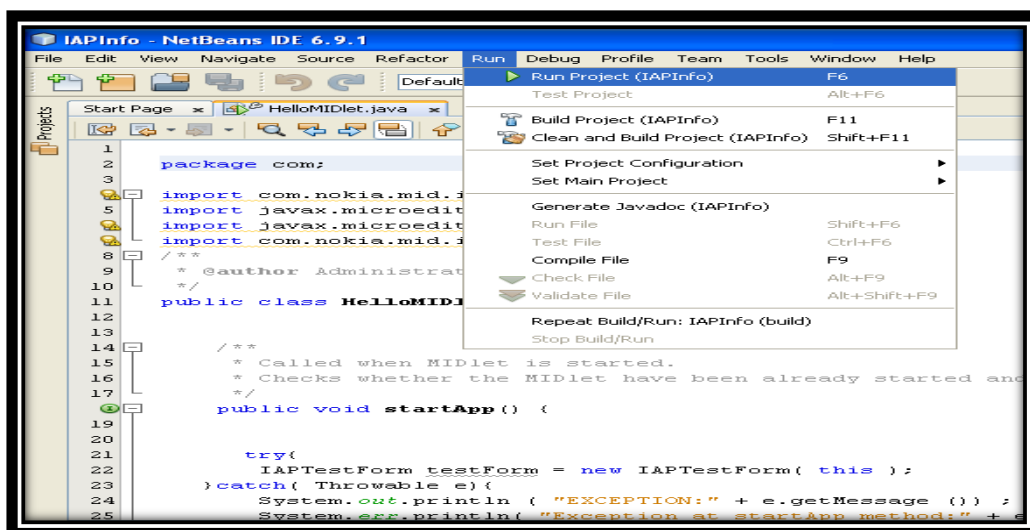 IAPInfo - NetBeans IDE 6.9.1
File Edit View Navigate Source Refactor Run Debug Profile Team Tools Window Help
Default
Run Project (IAPInfo) F6
Test Project Alt+F6
Build Project (IAPInfo) F11
Clean and Build Project (IAPInfo) Shift+F11
Set Project Configuration
Set Main Project
Generate Javadoc (IAPInfo)
Run File Shift+F6
Test File Ctrl+F6
Compile File F9
Check File Alt+F9
Validate File Alt+Shift+F9
Repeat Build/Run: IAPInfo (build)
Stop Build/Run
Projects
Start Page HelloMIDlet.java
1
2 package com;
3
import com.nokia.mid.i
5 import javax.microedit
import javax.microedit
import com.nokia.mid.i
8 /**
9 * @author Administrat
10 */
11 public class HelloMIDl
12
13
14 /**
15 * Called when MIDlet is started.
16 * Checks whether the MIDlet have been already started and
17 */
public void startApp() {
19
20
21 try{
22 IAPTestForm testForm = new IAPTestForm( this );
23 }catch( Throwable e){
24 System.out.println ( "EXCEPTION:" + e.getMessage ()) ;
25 System.err.println( "Exception at startApp method:" + e